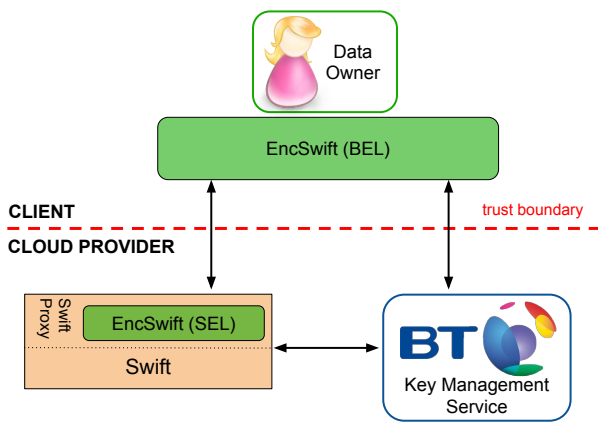 Data
Owner
EncSwift (BEL)
CLIENT
trust boundary
CLOUD PROVIDER
Swift
Proxy
EncSwift (SEL)
Swift
BT
Key Management
Service